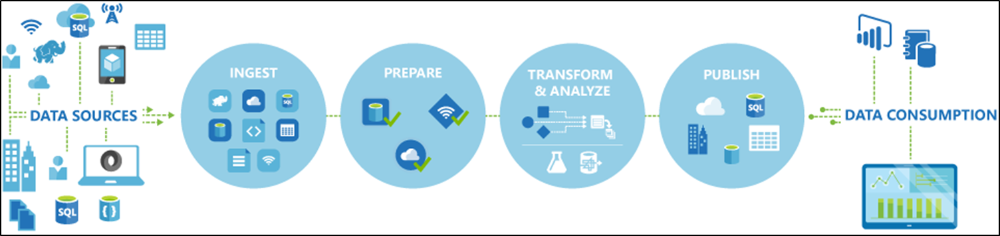 SQL
DATA SOURCES
SQL
{ }
INGEST
SQL
<>
PREPARE
TRANSFORM
& ANALYZE
PUBLISH
SQL
DATA CONSUMPTION